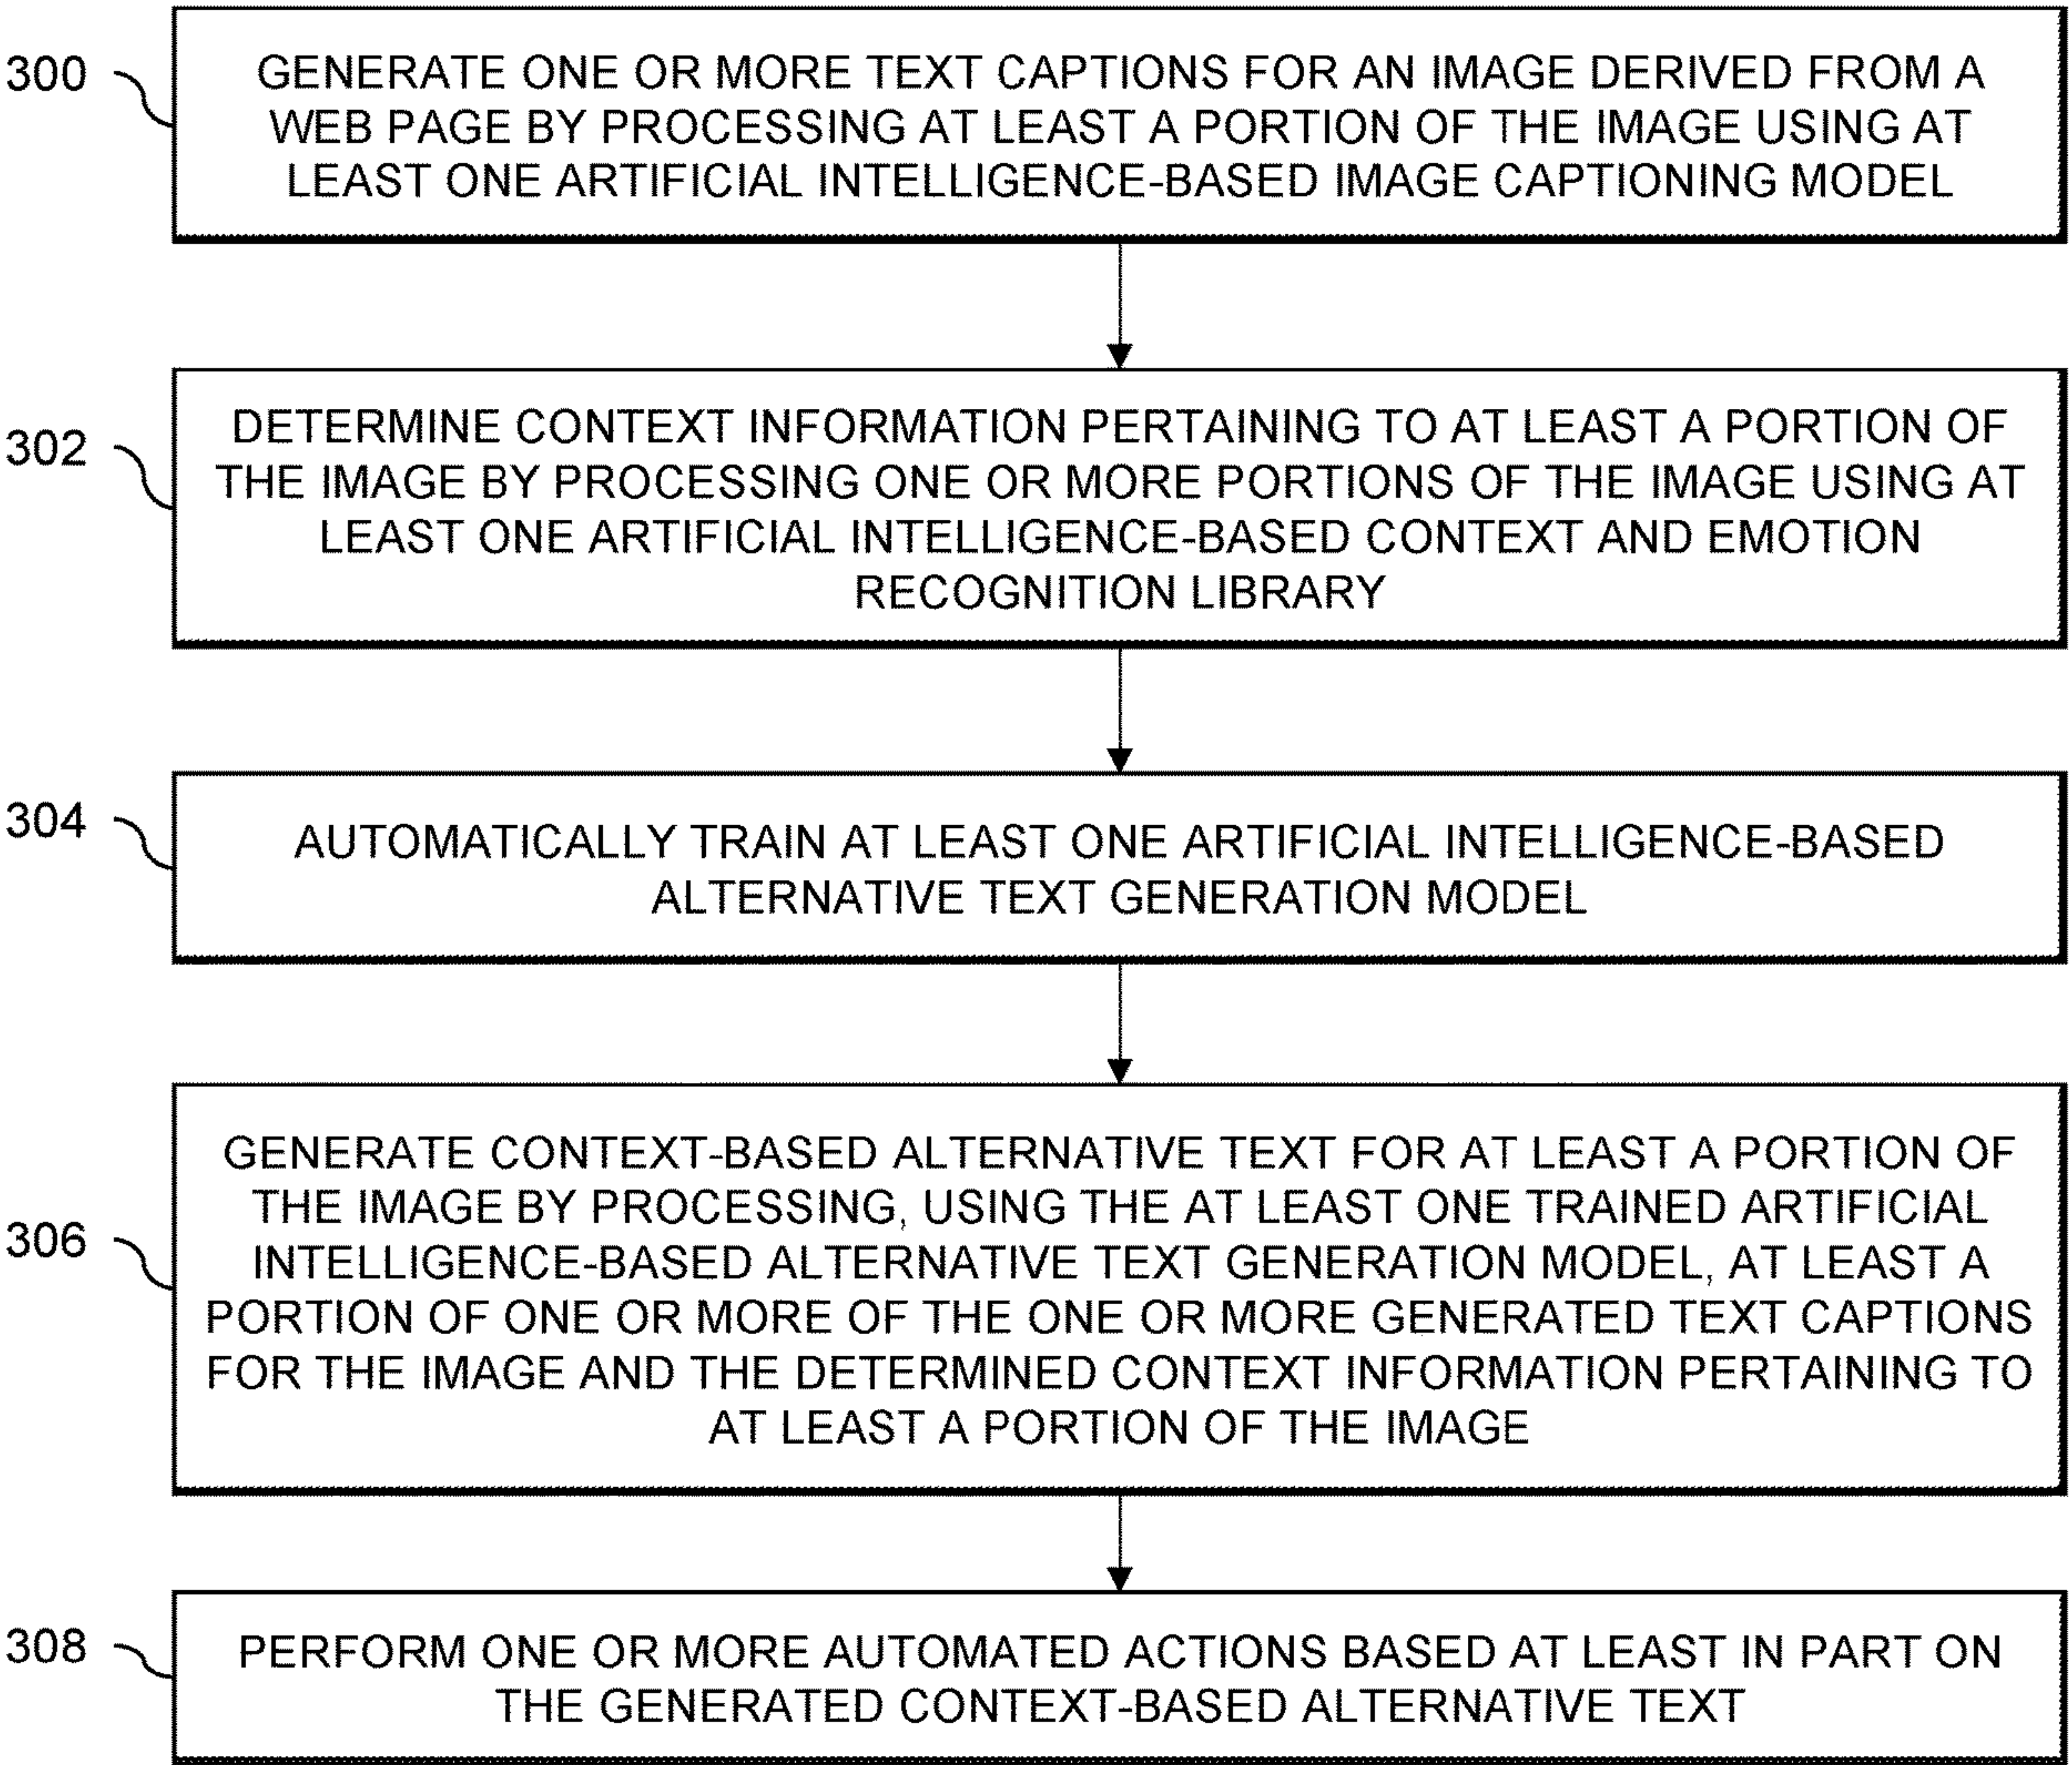 300
GENERATE ONE OR MORE TEXT CAPTIONS FOR AN IMAGE DERIVED FROM A
WEB PAGE BY PROCESSING AT LEAST A PORTION OF THE IMAGE USING AT
LEAST ONE ARTIFICIAL INTELLIGENCE-BASED IMAGE CAPTIONING MODEL
302
DETERMINE CONTEXT INFORMATION PERTAINING TO AT LEAST A PORTION OF
THE IMAGE BY PROCESSING ONE OR MORE PORTIONS OF THE IMAGE USING AT
LEAST ONE ARTIFICIAL INTELLIGENCE-BASED CONTEXT AND EMOTION
RECOGNITION LIBRARY
304
AUTOMATICALLY TRAIN AT LEAST ONE ARTIFICIAL INTELLIGENCE-BASED
ALTERNATIVE TEXT GENERATION MODEL
306
GENERATE CONTEXT-BASED ALTERNATIVE TEXT FOR AT LEAST A PORTION OF
THE IMAGE BY PROCESSING, USING THE AT LEAST ONE TRAINED ARTIFICIAL
INTELLIGENCE-BASED ALTERNATIVE TEXT GENERATION MODEL, AT LEAST A
PORTION OF ONE OR MORE OF THE ONE OR MORE GENERATED TEXT CAPTIONS
FOR THE IMAGE AND THE DETERMINED CONTEXT INFORMATION PERTAINING TO
AT LEAST A PORTION OF THE IMAGE
308
PERFORM ONE OR MORE AUTOMATED ACTIONS BASED AT LEAST IN PART ON
THE GENERATED CONTEXT-BASED ALTERNATIVE TEXT